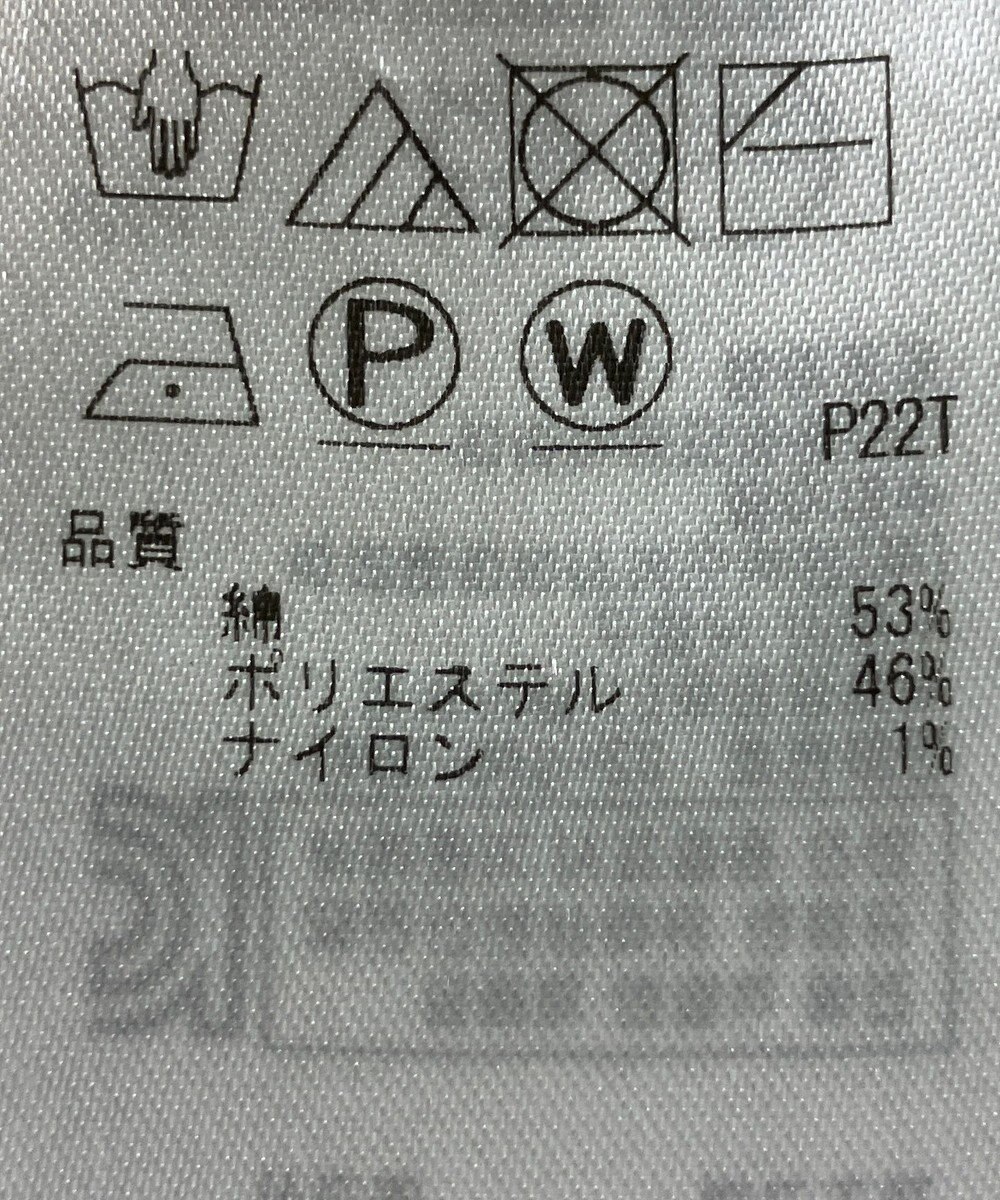 P W
P22T
品質
綿 53%
ポリエステル 46%
ナイロン 1%